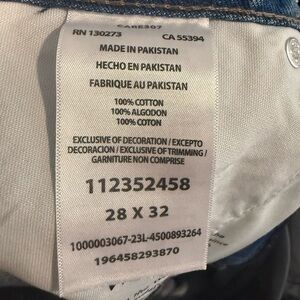 RN 130273 CA 55394
MADE IN PAKISTAN
HECHO EN PAKISTAN
FABRIQUE AU PAKISTAN
100% COTTON
100% ALGODON
100% COTON
EXCLUSIVE OF DECORATION / EXCEPTO
DECORACION / EXCLUSIVE OF TRIMMING /
GARNITURE NON COMPRISE
112352458
28 X 32
1000003067-23L-4500893264
196458293870